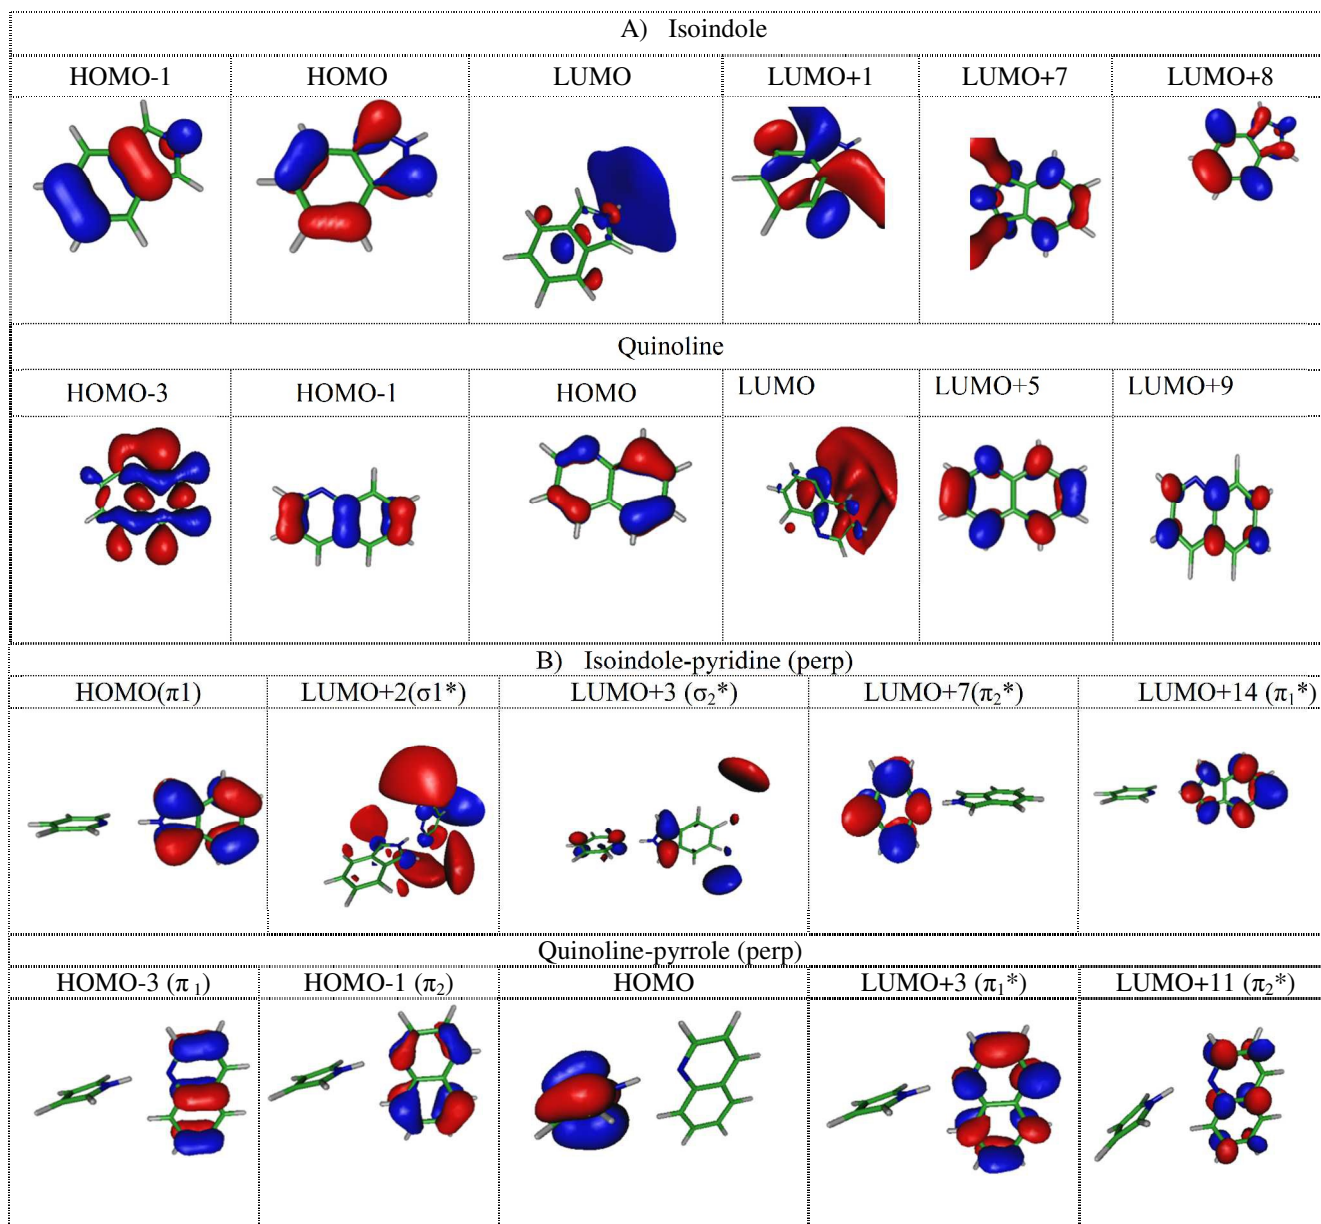 A) Isoindole
HOMO-1 HOMO LUMO LUMO+1 LUMO+7 LUMO+8
Quinoline
HOMO-3 HOMO-1 HOMO LUMO LUMO+5 LUMO+9
B) Isoindole-pyridine (perp)
HOMO(π1) LUMO+2(σ1*) LUMO+3 (σ₂*) LUMO+7(π₂*) LUMO+14 (π₁*)
Quinoline-pyrrole (perp)
HOMO-3 (π₁) HOMO-1 (π₂) HOMO LUMO+3 (π₁*) LUMO+11 (π₂*)